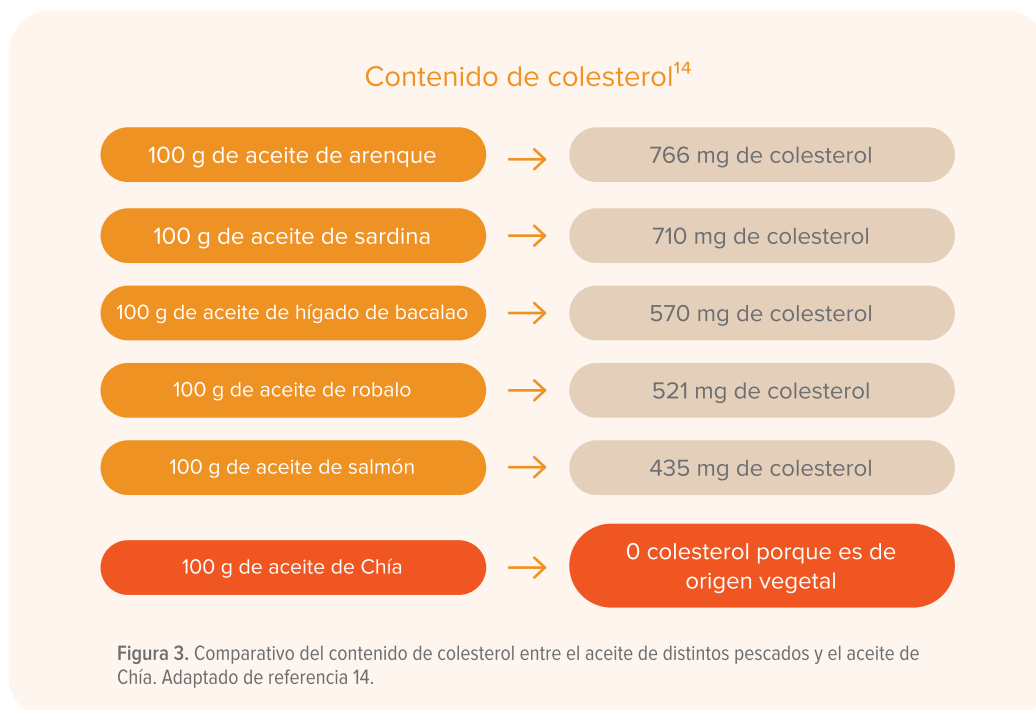 Contenido de colesterol¹⁴
100 g de aceite de arenque → 766 mg de colesterol
100 g de aceite de sardina → 710 mg de colesterol
100 g de aceite de hígado de bacalao → 570 mg de colesterol
100 g de aceite de robalo → 521 mg de colesterol
100 g de aceite de salmón → 435 mg de colesterol
100 g de aceite de Chía → 0 colesterol porque es de
origen vegetal
Figura 3. Comparativo del contenido de colesterol entre el aceite de distintos pescados y el aceite de
Chía. Adaptado de referencia 14.